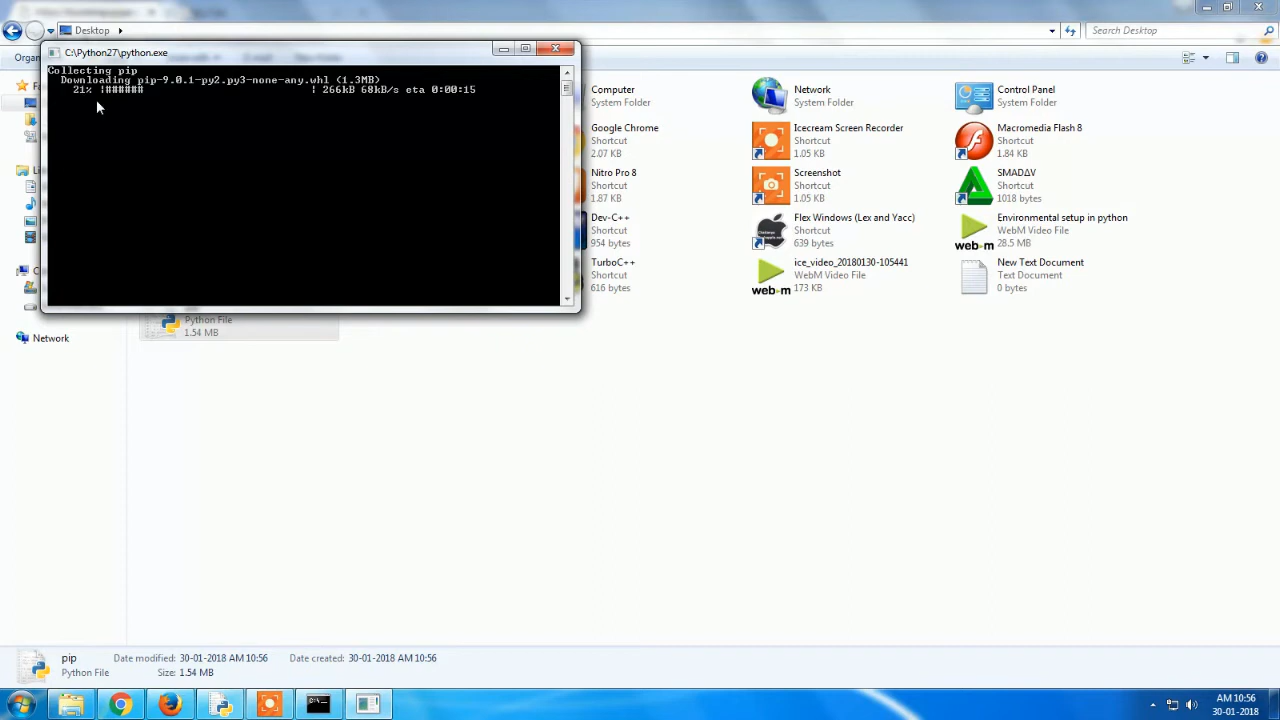 Desktop
Search Desktop
C:\Python27\python.exe
Organ
Collecting pip
Downloading pip-9.0.1-py2.py3-none-any.whl (1.3MB)
21% |###### | 266kB 68kB/s eta 0:00:15
Computer
System Folder
Network
System Folder
Control Panel
Google Chrome
Shortcut
2.07 KB
Icecream Screen Recorder
Shortcut
1.05 KB
Macromedia Flash 8
Shortcut
1.84 KB
Nitro Pro 8
Shortcut
1.87 KB
Screenshot
Shortcut
1.05 KB
SMADΔV
Shortcut
1018 bytes
Dev-C++
Shortcut
954 bytes
Flex Windows (Lex and Yacc)
Shortcut
639 bytes
Environmental setup in python
WebM Video File
28.5 MB
TurboC++
Shortcut
616 bytes
ice_video_20180130-105441
WebM Video File
173 KB
New Text Document
Text Document
0 bytes
web-m
web-m
Python File
1.54 MB
Network
pip
Python File
Date modified: 30-01-2018 AM 10:56
Size: 1.54 MB
Date created: 30-01-2018 AM 10:56
AM 10:56
30-01-2018